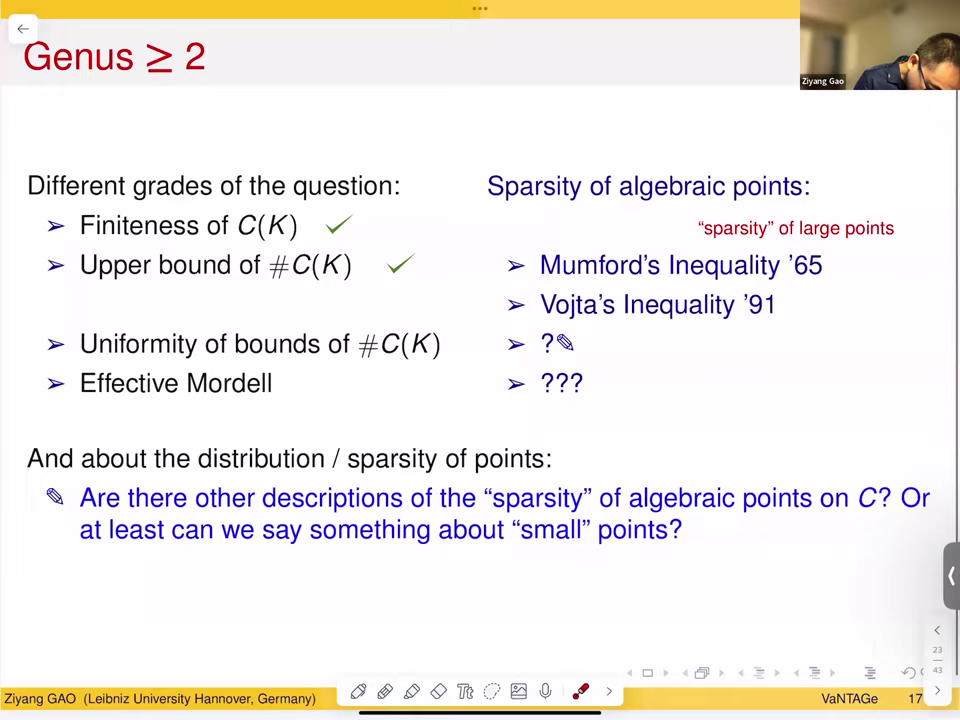 Genus ≥ 2
Ziyang Gao
Different grades of the question:
➢ Finiteness of C(K) ✓
➢ Upper bound of #C(K) ✓
➢ Uniformity of bounds of #C(K)
➢ Effective Mordell
Sparsity of algebraic points:
“sparsity” of large points
➢ Mumford’s Inequality ’65
➢ Vojta’s Inequality ’91
➢ ?✎
➢ ???
And about the distribution / sparsity of points:
✎ Are there other descriptions of the “sparsity” of algebraic points on C? Or
at least can we say something about “small” points?
23
43
Ziyang GAO (Leibniz University Hannover, Germany)
Tt
VaNTAGe
17